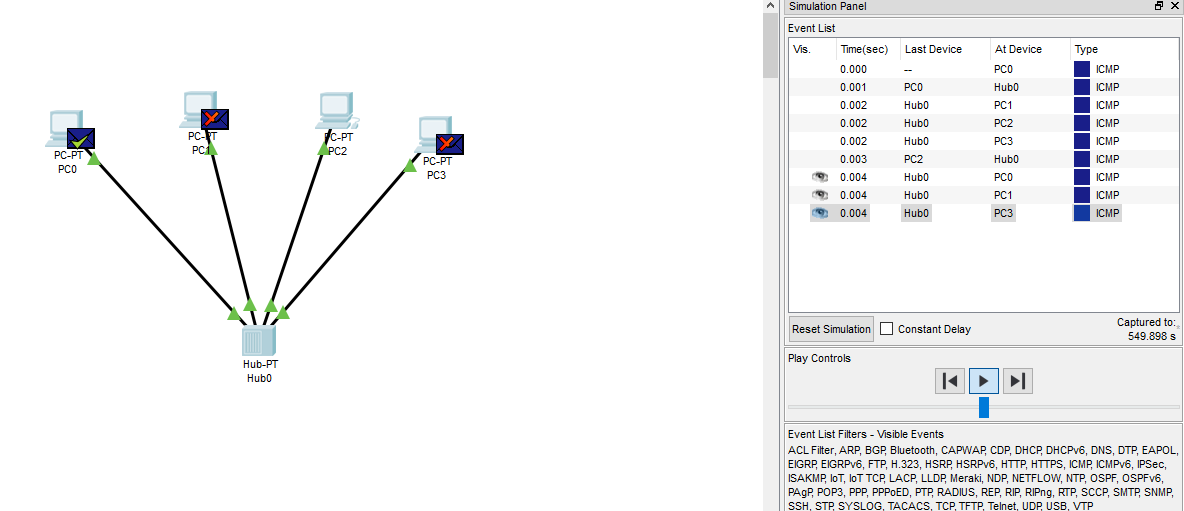 Simulation Panel
Event List
Vis. Time(sec) Last Device At Device Type
0.000 -- PC0 ICMP
0.001 PC0 Hub0 ICMP
0.002 Hub0 PC1 ICMP
0.002 Hub0 PC2 ICMP
0.002 Hub0 PC3 ICMP
0.003 PC2 Hub0 ICMP
0.004 Hub0 PC0 ICMP
0.004 Hub0 PC1 ICMP
0.004 Hub0 PC3 ICMP
Reset Simulation Constant Delay Captured to:
549.898 s
Play Controls
Event List Filters - Visible Events
ACL Filter, ARP, BGP, Bluetooth, CAPWAP, CDP, DHCP, DHCPv6, DNS, DTP, EAPOL,
EIGRP, EIGRPv6, FTP, H.323, HSRP, HSRPv6, HTTP, HTTPS, ICMP, ICMPv6, IPSec,
ISAKMP, IoT, IoT TCP, LACP, LLDP, Meraki, NDP, NETFLOW, NTP, OSPF, OSPFv6,
PAgP, POP3, PPP, PPPoED, PTP, RADIUS, REP, RIP, RIPng, RTP, SCCP, SMTP, SNMP,
SSH, STP, SYSLOG, TACACS, TCP, TFTP, Telnet, UDP, USB, VTP
PC-PT
PC0
PC-PT
PC1
PC-PT
PC2
PC-PT
PC3
Hub-PT
Hub0